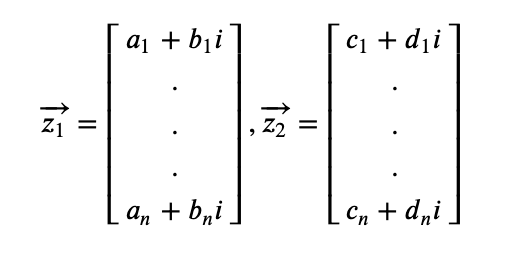 z₁ = [ a₁ + b₁i . . . aₙ + bₙi ] , z₂ = [ c₁ + d₁i . . . cₙ + dₙi ]